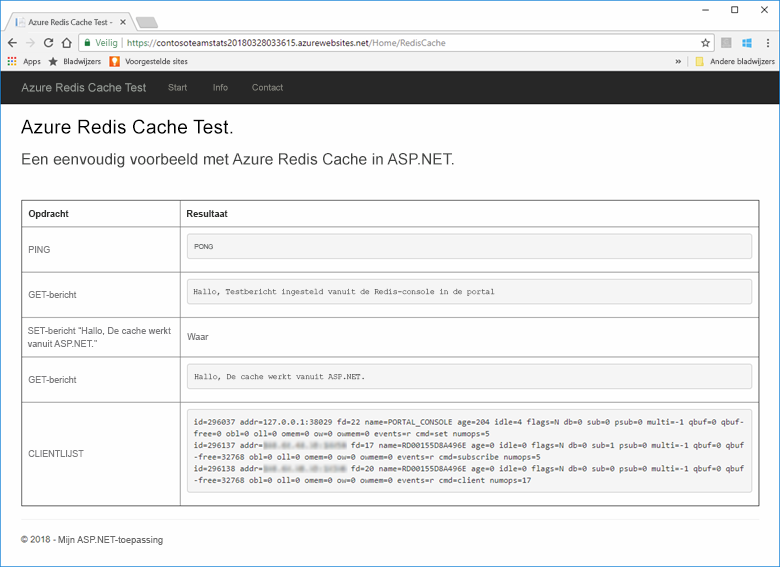 Azure Redis Cache Test -
Veilig https://contosoteamstats20180328033615.azurewebsites.net/Home/RedisCache
Apps Bladwijzers Voorgestelde sites » Andere bladwijzers
Azure Redis Cache Test Start Info Contact
Azure Redis Cache Test.
Een eenvoudig voorbeeld met Azure Redis Cache in ASP.NET.
Opdracht Resultaat
PING PONG
GET-bericht Hallo, Testbericht ingesteld vanuit de Redis-console in de portal
SET-bericht "Hallo, De cache werkt
vanuit ASP.NET."
Waar
GET-bericht Hallo, De cache werkt vanuit ASP.NET.
CLIENTLIJST
id=296037 addr=127.0.0.1:38029 fd=22 name=PORTAL_CONSOLE age=204 idle=4 flags=N db=0 sub=0 psub=0 multi=-1 qbuf=0 qbuf-
free=0 obl=0 oll=0 omem=0 ow=0 owmem=0 events=r cmd=set numops=5
id=296137 addr= fd=17 name=RD00155D8A496E age=0 idle=0 flags=N db=0 sub=1 psub=0 multi=-1 qbuf=0 qbuf
-free=32768 obl=0 oll=0 omem=0 ow=0 owmem=0 events=r cmd=subscribe numops=5
id=296138 addr= fd=20 name=RD00155D8A496E age=0 idle=0 flags=N db=0 sub=0 psub=0 multi=-1 qbuf=0 qbuf
-free=32768 obl=0 oll=0 omem=0 ow=0 owmem=0 events=r cmd=client numops=17
© 2018 - Mijn ASP.NET-toepassing